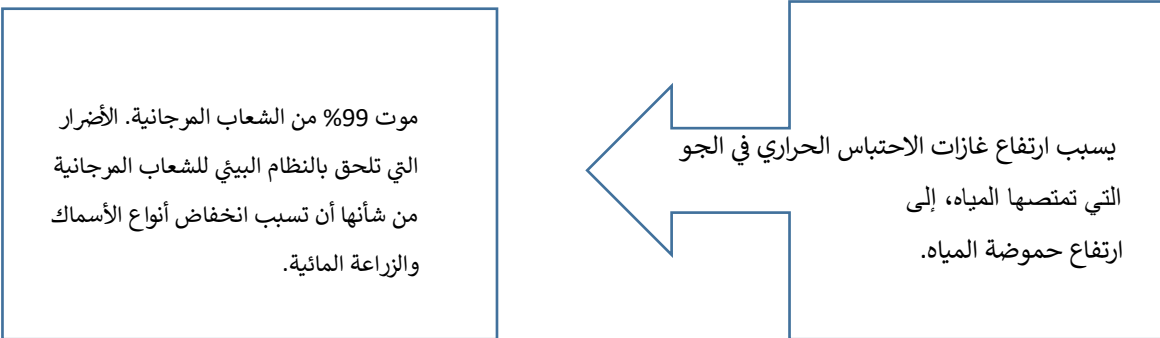 يسبب ارتفاع غازات الاحتباس الحراري في الجو
التي تمتصها المياه، إلى
ارتفاع حموضة المياه.
موت 99% من الشعاب المرجانية. الأضرار
التي تلحق بالنظام البيئي للشعاب المرجانية
من شأنها أن تسبب انخفاض أنواع الأسماك
والزراعة المائية.